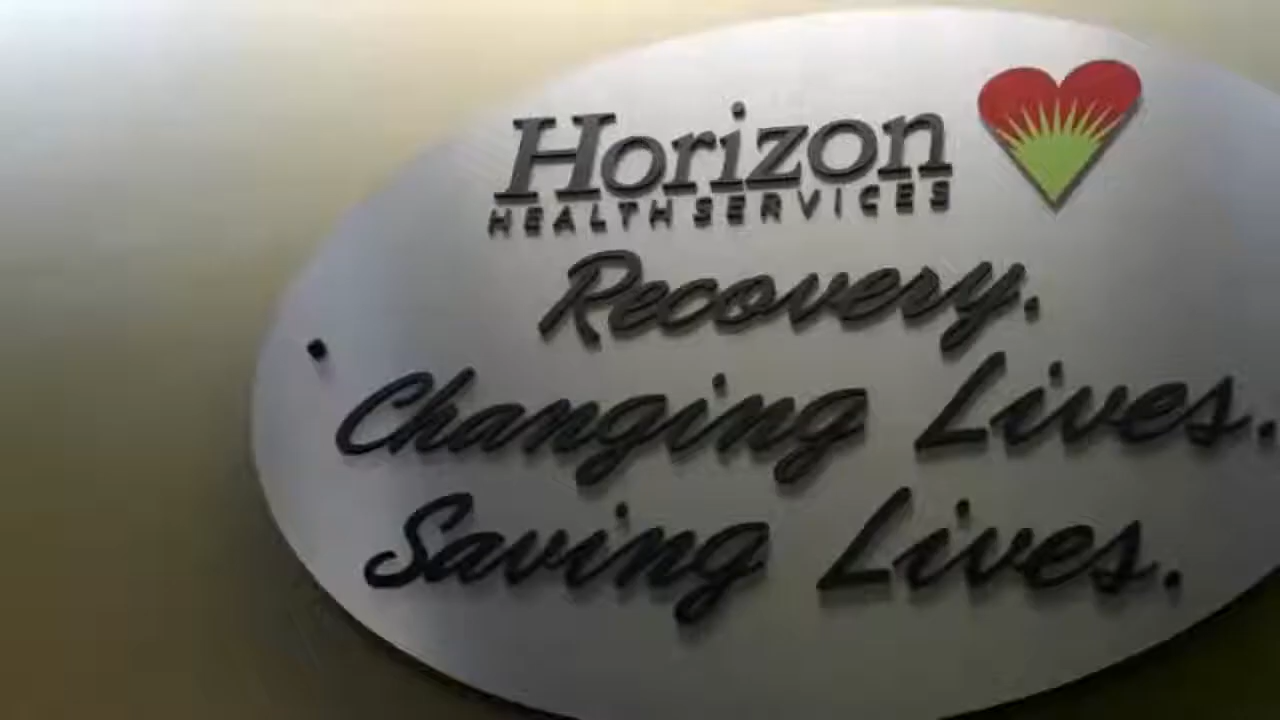 Horizon
HEALTH SERVICES
Recovery.
Changing Lives.
Saving Lives.